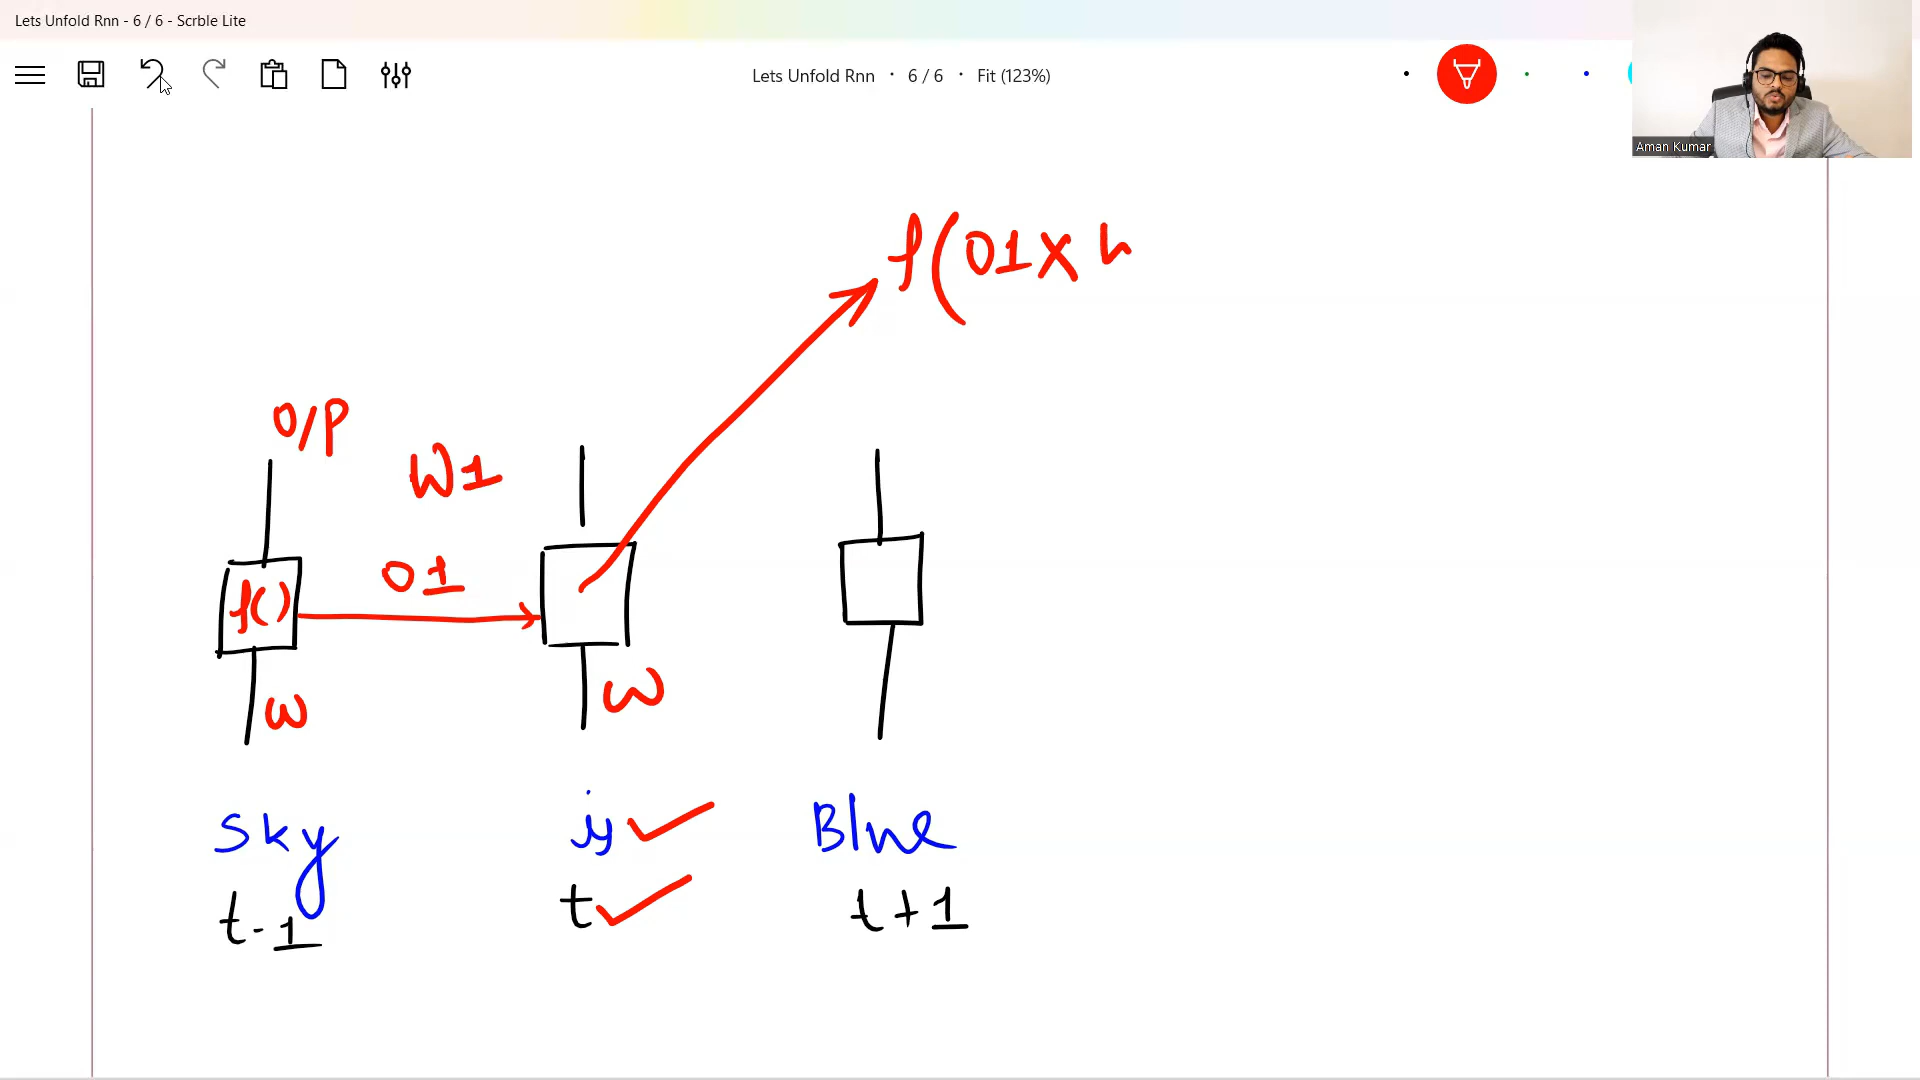 Lets Unfold Rnn - 6 / 6 - Scrble Lite
Lets Unfold Rnn · 6 / 6 · Fit (123%)
Aman Kumar
f(O1X
O/P
W1
O1
f()
W W
Sky is Blue
t-1 t t+1